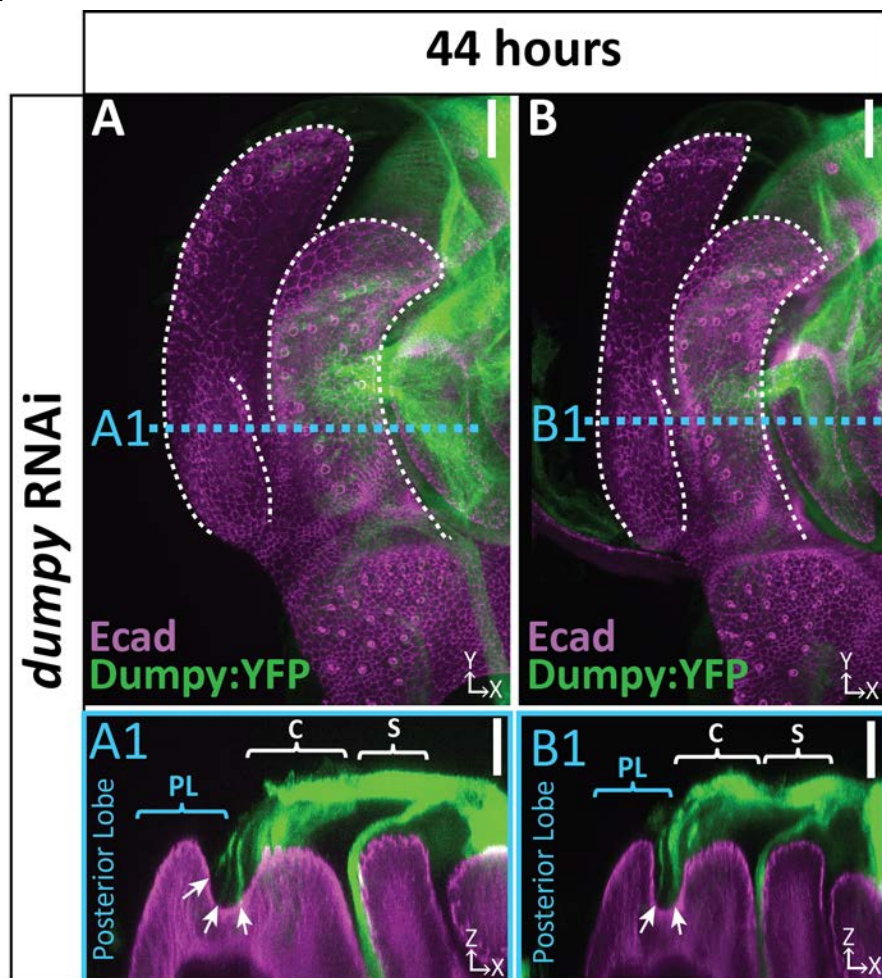 44 hours
dumpy RNAi
A
B
A1
B1
Ecad
Dumpy:YFP
Y
X
Ecad
Dumpy:YFP
Y
X
A1
Posterior Lobe
PL
C
S
Z
X
B1
Posterior Lobe
PL
C
S
Z
X